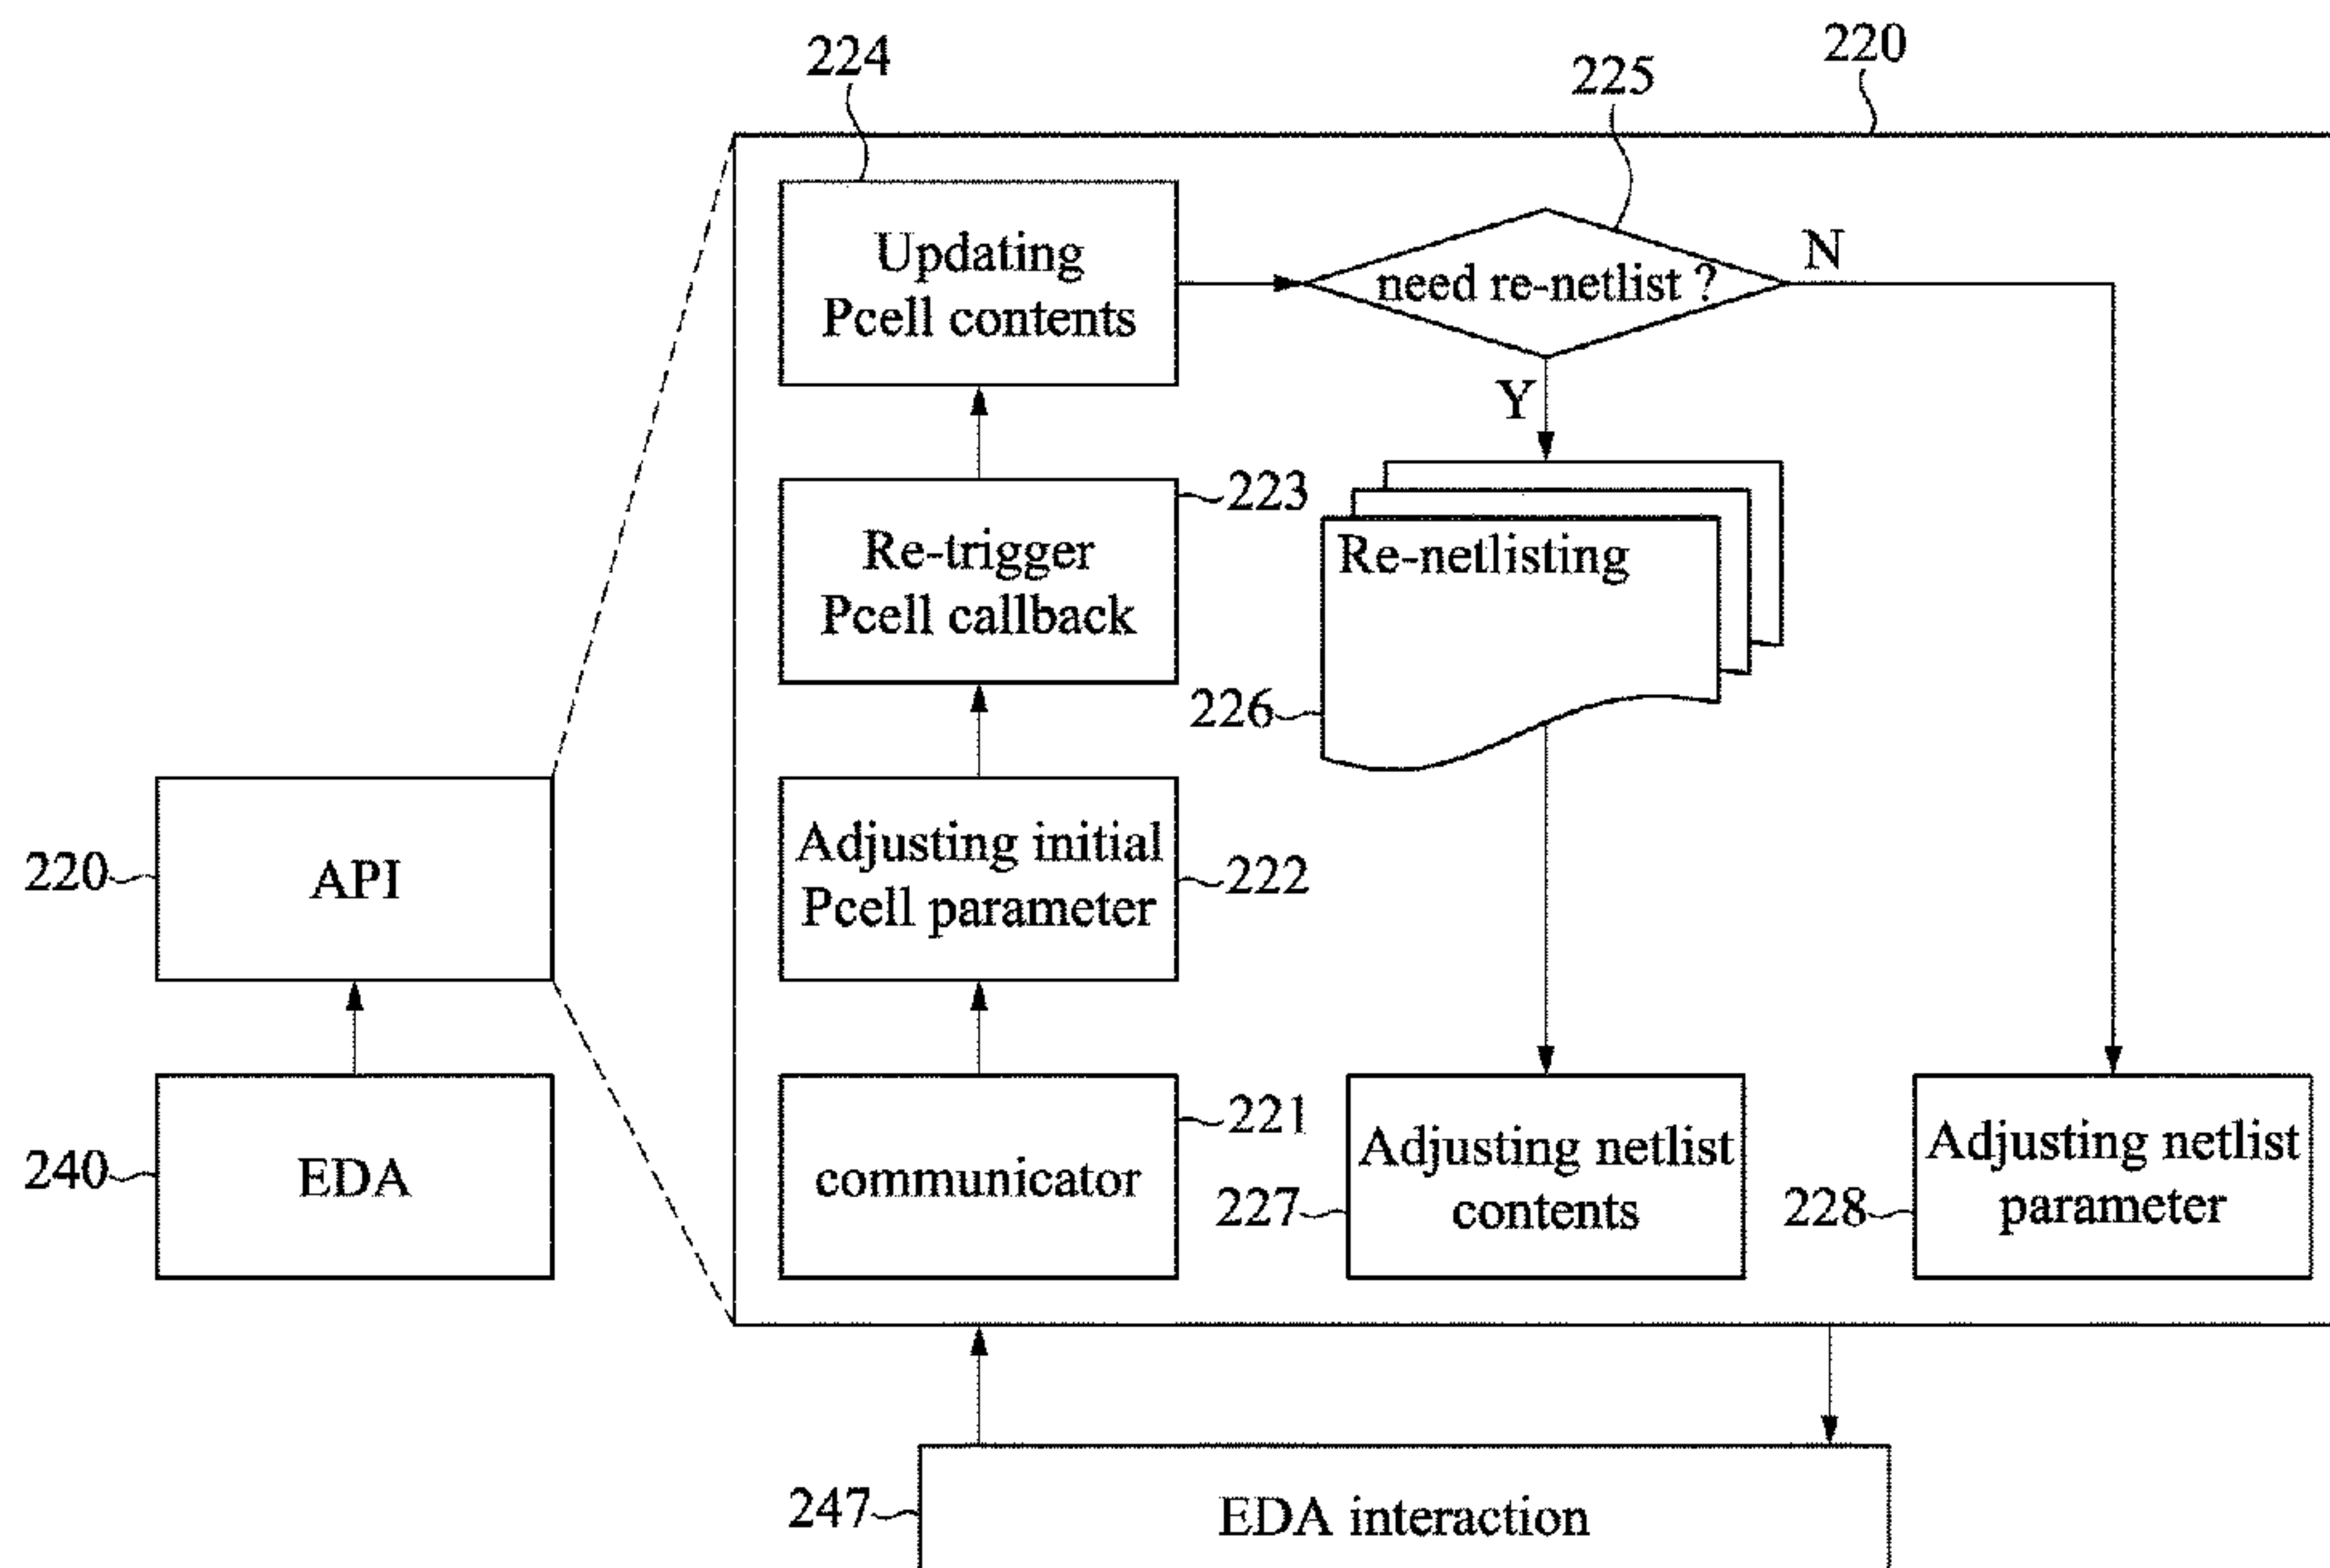 224
220
225
Updating
Pcell contents
need re-netlist ?
N
Y
223
Re-trigger
Pcell callback
Re-netlisting
226
220
API
Adjusting initial
Pcell parameter
222
240
EDA
communicator
221
Adjusting netlist
contents
227
Adjusting netlist
parameter
228
247
EDA interaction